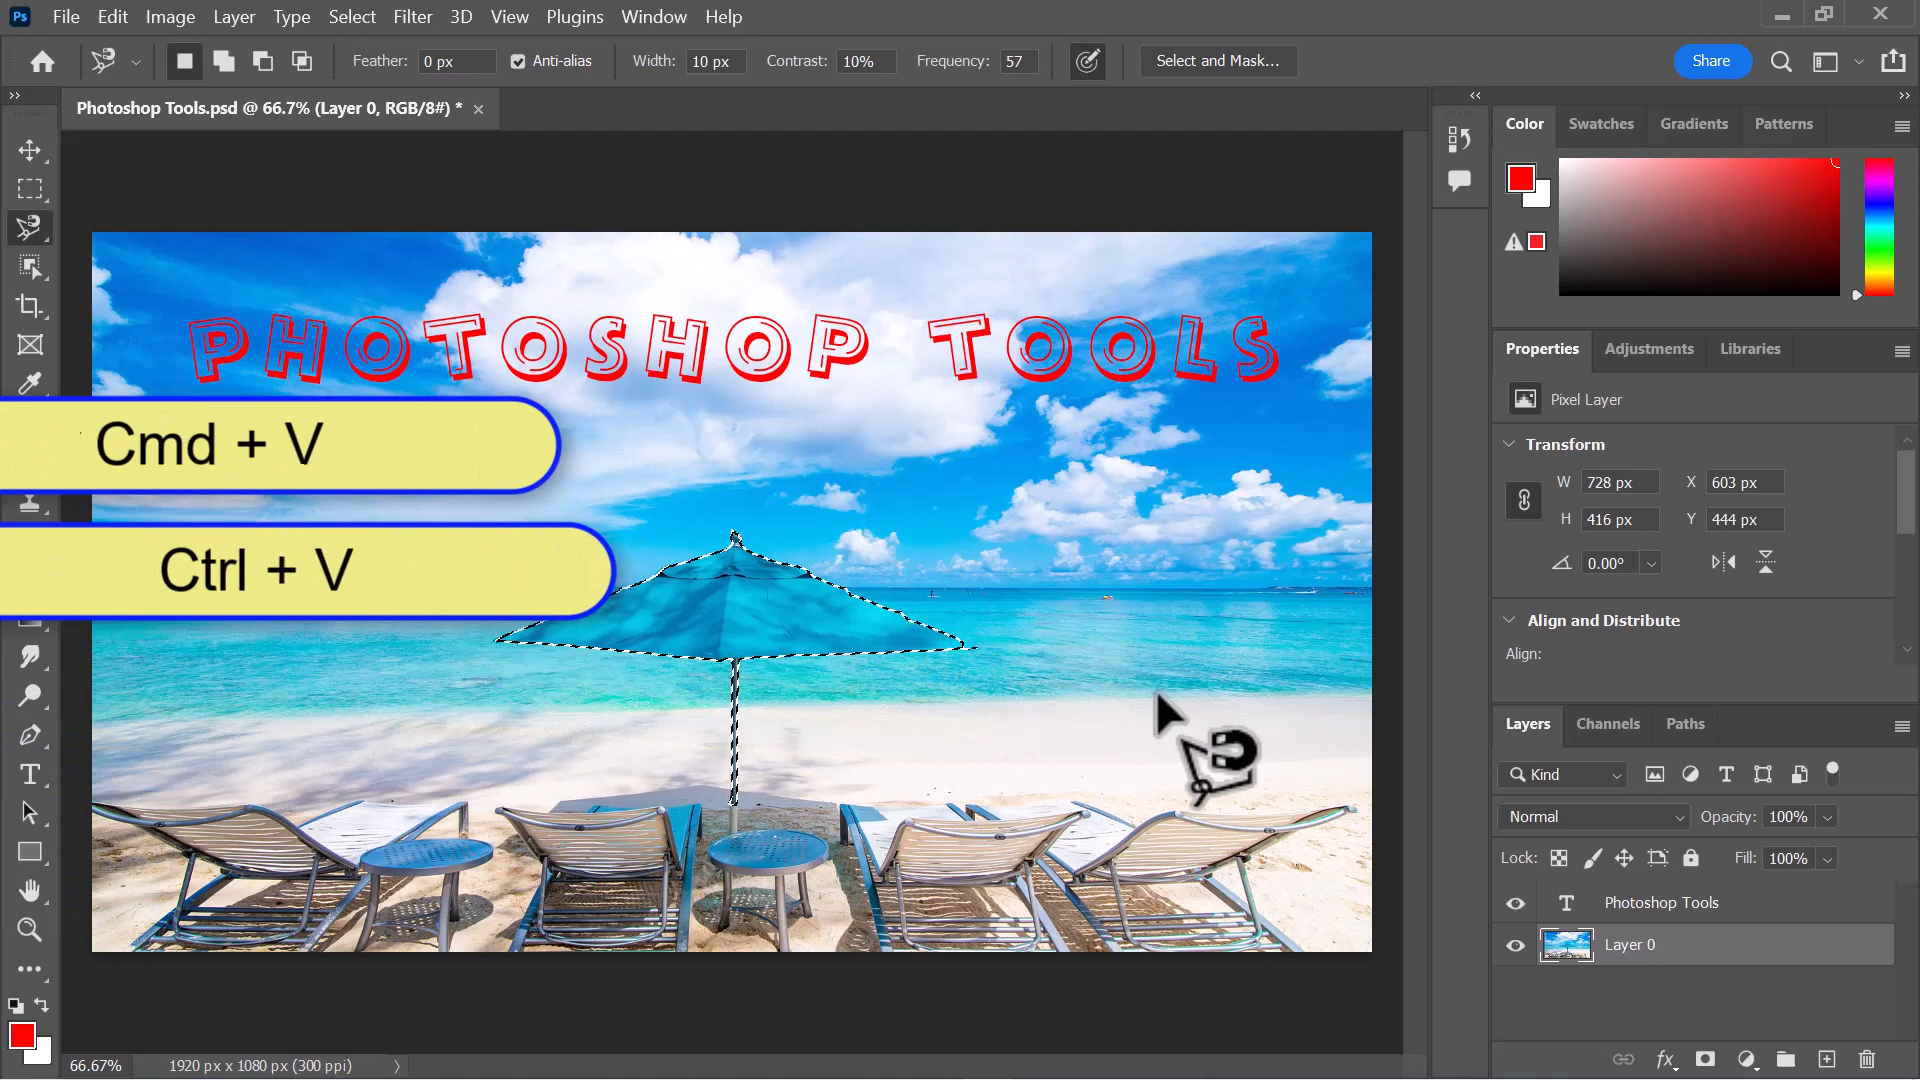 Ps File Edit Image Layer Type Select Filter 3D View Plugins Window Help
Feather: 0 px Anti-alias Width: 10 px Contrast: 10% Frequency: 57 Select and Mask... Share
Photoshop Tools.psd @ 66.7% (Layer 0, RGB/8#) *
Color Swatches Gradients Patterns
PHOTOSHOP TOOLS
Cmd + V
Ctrl + V
Properties Adjustments Libraries
Pixel Layer
Transform
W 728 px X 603 px
H 416 px Y 444 px
0.00°
Align and Distribute
Align:
Layers Channels Paths
Kind
Normal Opacity: 100%
Lock: Fill: 100%
Photoshop Tools
Layer 0
fx
66.67% 1920 px x 1080 px (300 ppi)